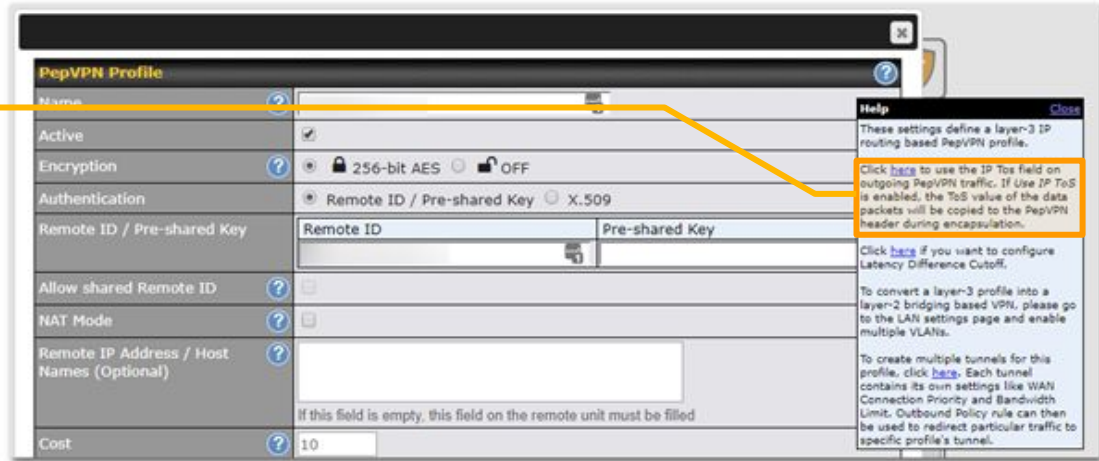 PepVPN Profile
Name
Active
Encryption
256-bit AES OFF
Authentication
Remote ID / Pre-shared Key X.509
Remote ID / Pre-shared Key
Remote ID Pre-shared Key
Allow shared Remote ID
NAT Mode
Remote IP Address / Host
Names (Optional)
If this field is empty, this field on the remote unit must be filled
Cost
10
Help Close
These settings define a layer-3 IP
routing based PepVPN profile.
Click here to use the IP Tos field on
outgoing PepVPN traffic. If Use IP ToS
is enabled, the ToS value of the data
packets will be copied to the PepVPN
header during encapsulation.
Click here if you want to configure
Latency Difference Cutoff.
To convert a layer-3 profile into a
layer-2 bridging based VPN, please go
to the LAN settings page and enable
multiple VLANs.
To create multiple tunnels for this
profile, click here. Each tunnel
contains its own settings like WAN
Connection Priority and Bandwidth
Limit. Outbound Policy rule can then
be used to redirect particular traffic to
specific profile's tunnel.